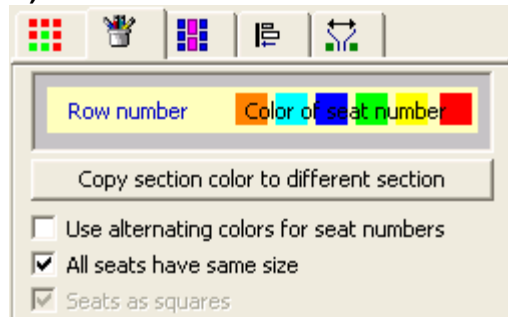 Row number Color of seat number
Copy section color to different section
Use alternating colors for seat numbers
All seats have same size
Seats as squares